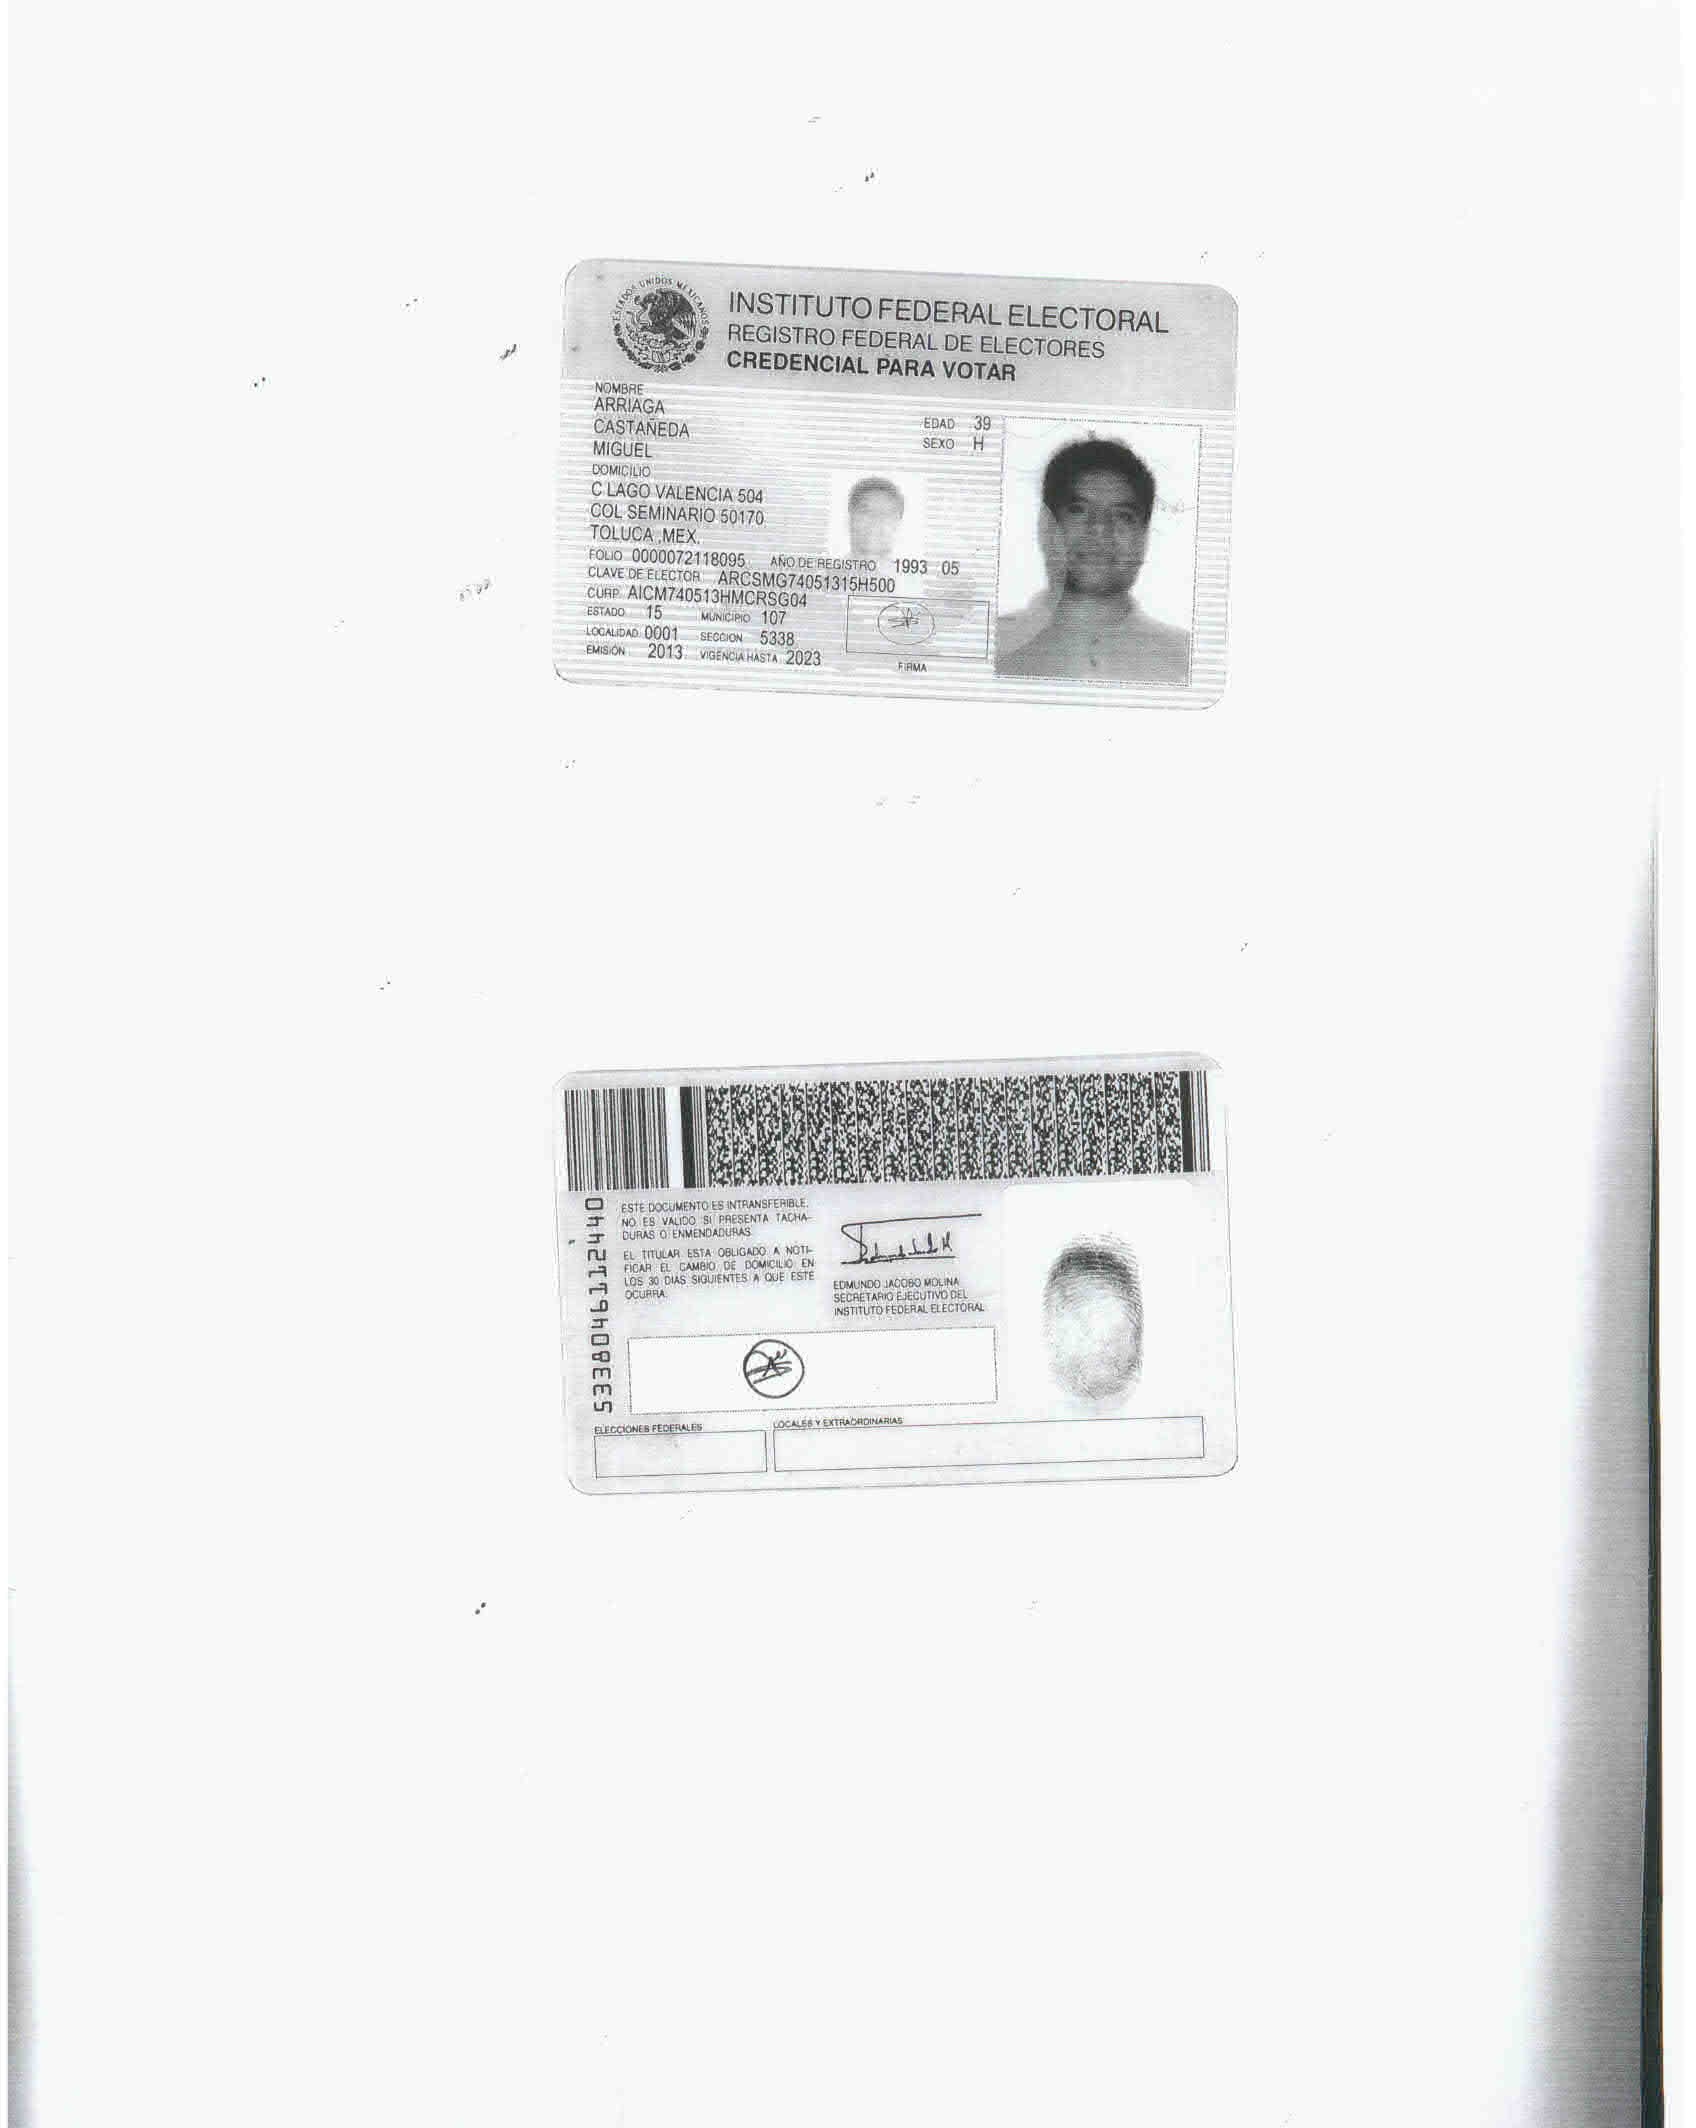 ESTADOS UNIDOS MEXICANOS
INSTITUTO FEDERAL ELECTORAL
REGISTRO FEDERAL DE ELECTORES
CREDENCIAL PARA VOTAR
NOMBRE
ARRIAGA
CASTAÑEDA
MIGUEL
EDAD 39
SEXO H
DOMICILIO
C LAGO VALENCIA 504
COL SEMINARIO 50170
TOLUCA ,MEX.
FOLIO 0000072118095 AÑO DE REGISTRO 1993 05
CLAVE DE ELECTOR ARCSMG74051315H500
CURP AICM740513HMCRSG04
ESTADO 15 MUNICIPIO 107
LOCALIDAD 0001 SECCION 5338
EMISIÓN 2013 VIGENCIA HASTA 2023
FIRMA
5338046112440
ESTE DOCUMENTO ES INTRANSFERIBLE.
NO ES VALIDO SI PRESENTA TACHA-
DURAS O ENMENDADURAS.
EL TITULAR ESTA OBLIGADO A NOTI-
FICAR EL CAMBIO DE DOMICILIO EN
LOS 30 DIAS SIGUIENTES A QUE ESTE
OCURRA.
EDMUNDO JACOBO MOLINA
SECRETARIO EJECUTIVO DEL
INSTITUTO FEDERAL ELECTORAL
ELECCIONES FEDERALES
LOCALES Y EXTRAORDINARIAS